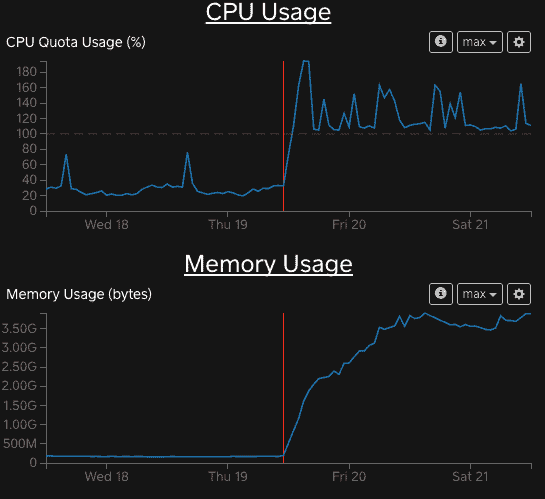 CPU Usage
CPU Quota Usage (%)
max
180
160
140
120
100
80
60
40
20
0
Wed 18
Thu 19
Fri 20
Sat 21
Memory Usage
Memory Usage (bytes)
max
3.50G
3.00G
2.50G
2.00G
1.50G
1.00G
500M
0
Wed 18
Thu 19
Fri 20
Sat 21